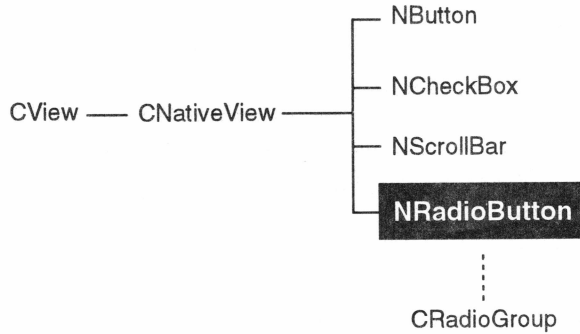 NButton
NCheckBox
CView CNativeView
NScrollBar
NRadioButton
CRadioGroup